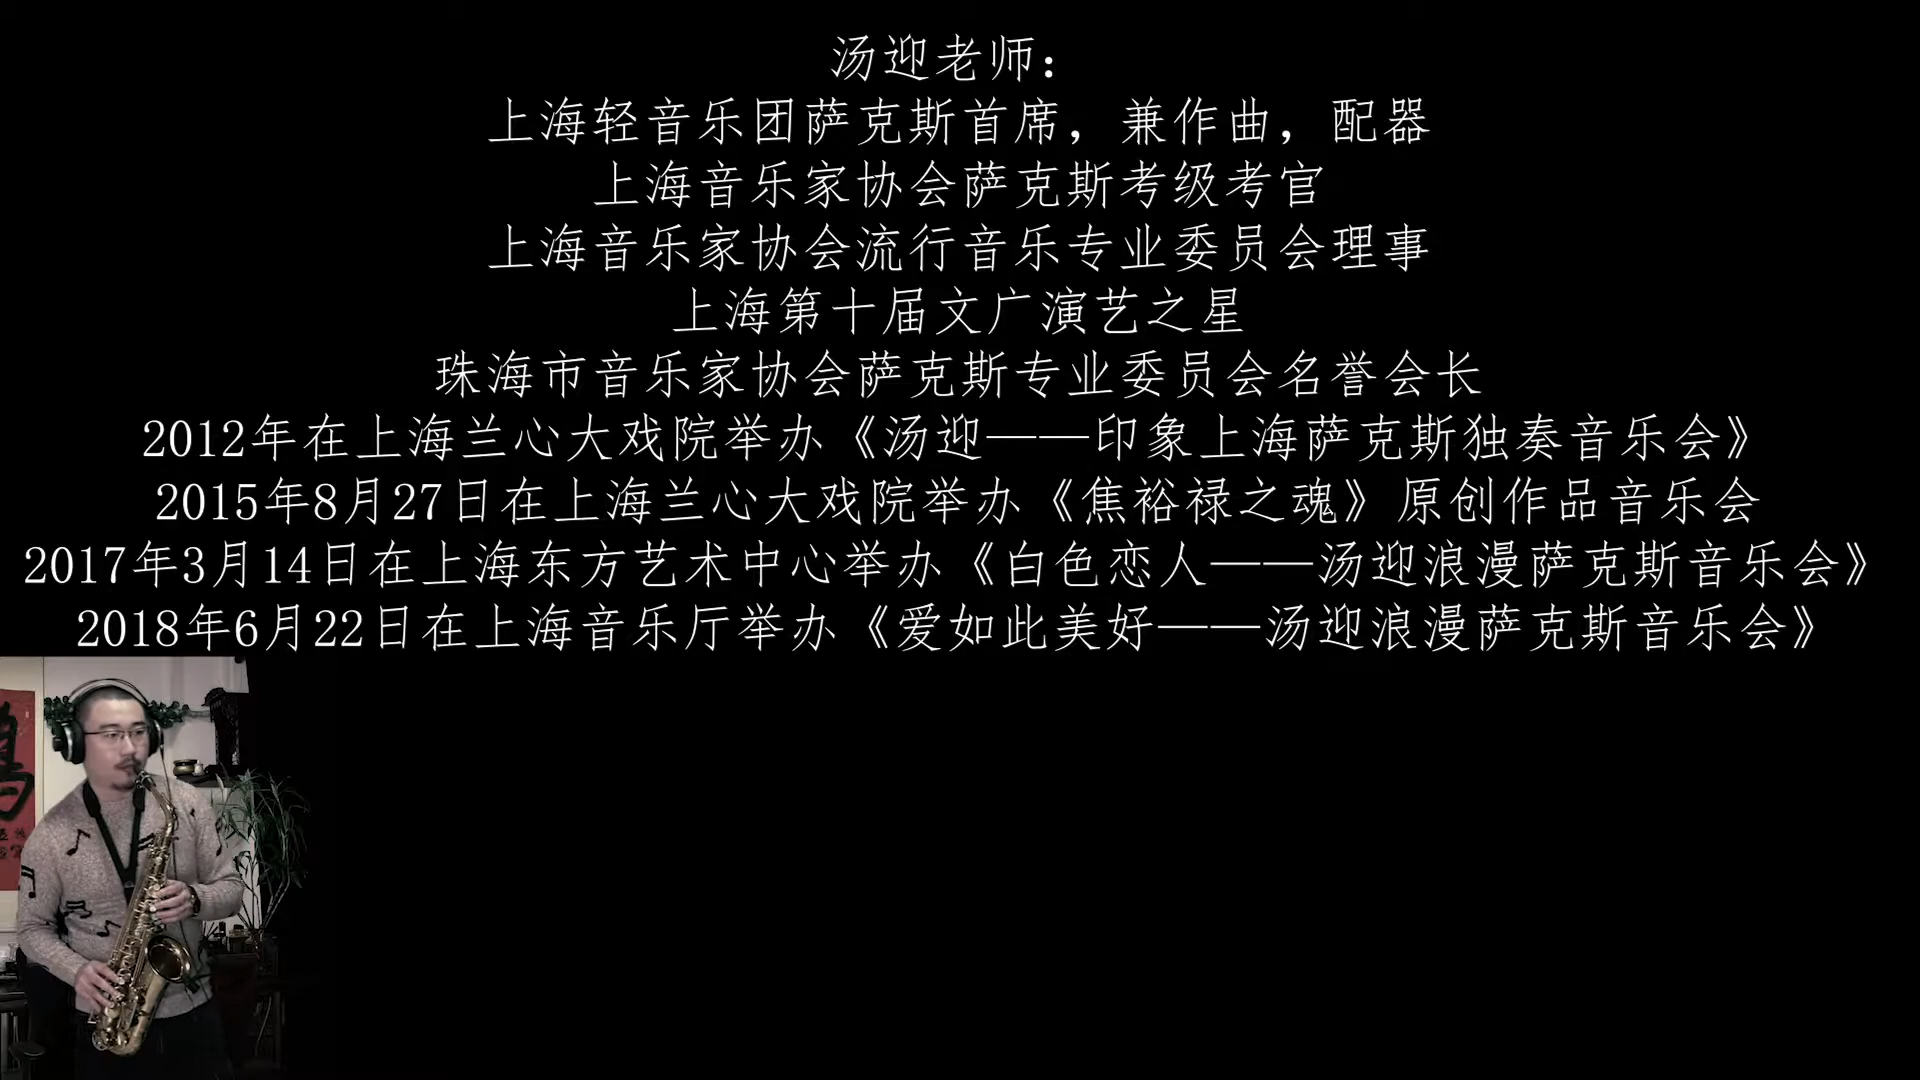 汤迎老师：
上海轻音乐团萨克斯首席，兼作曲，配器
上海音乐家协会萨克斯考级考官
上海音乐家协会流行音乐专业委员会理事
上海第十届文广演艺之星
珠海市音乐家协会萨克斯专业委员会名誉会长
2012年在上海兰心大戏院举办《汤迎——印象上海萨克斯独奏音乐会》
2015年8月27日在上海兰心大戏院举办《焦裕禄之魂》原创作品音乐会
2017年3月14日在上海东方艺术中心举办《白色恋人——汤迎浪漫萨克斯音乐会》
2018年6月22日在上海音乐厅举办《爱如此美好——汤迎浪漫萨克斯音乐会》